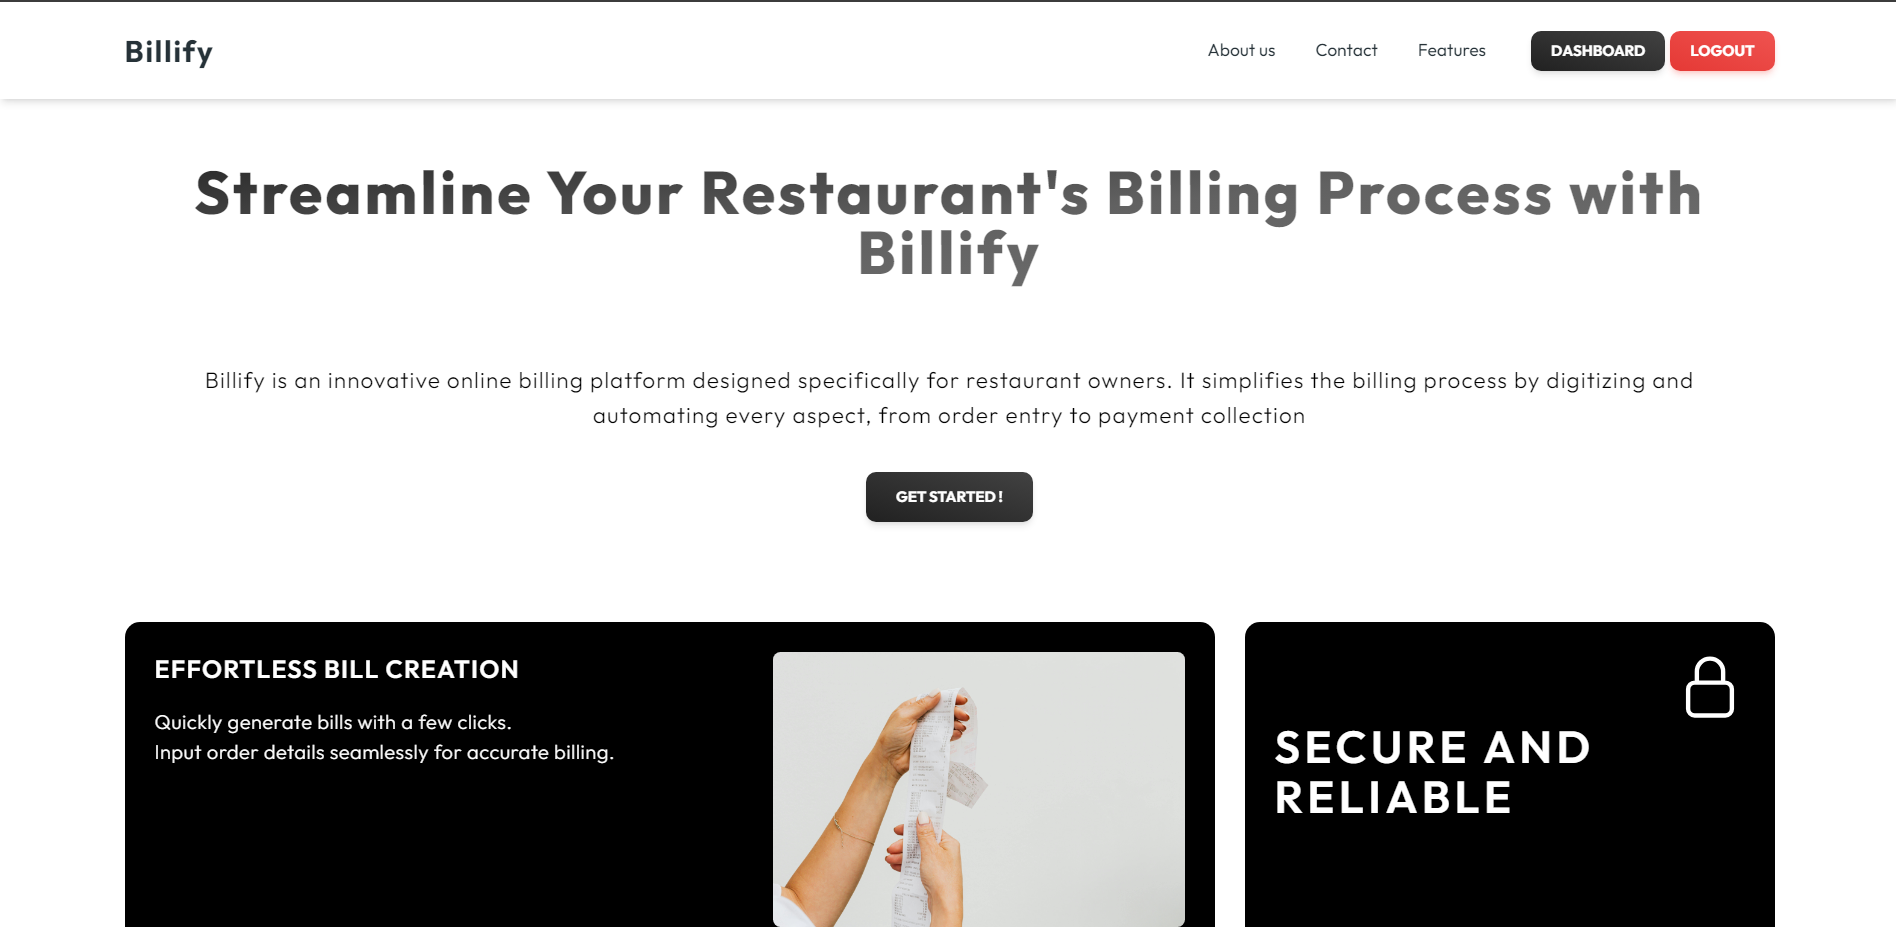 Billify
About us
Contact
Features
DASHBOARD
LOGOUT
Streamline Your Restaurant's Billing Process with
Billify
Billify is an innovative online billing platform designed specifically for restaurant owners. It simplifies the billing process by digitizing and
automating every aspect, from order entry to payment collection
GET STARTED !
EFFORTLESS BILL CREATION
Quickly generate bills with a few clicks.
Input order details seamlessly for accurate billing.
SECURE AND
RELIABLE